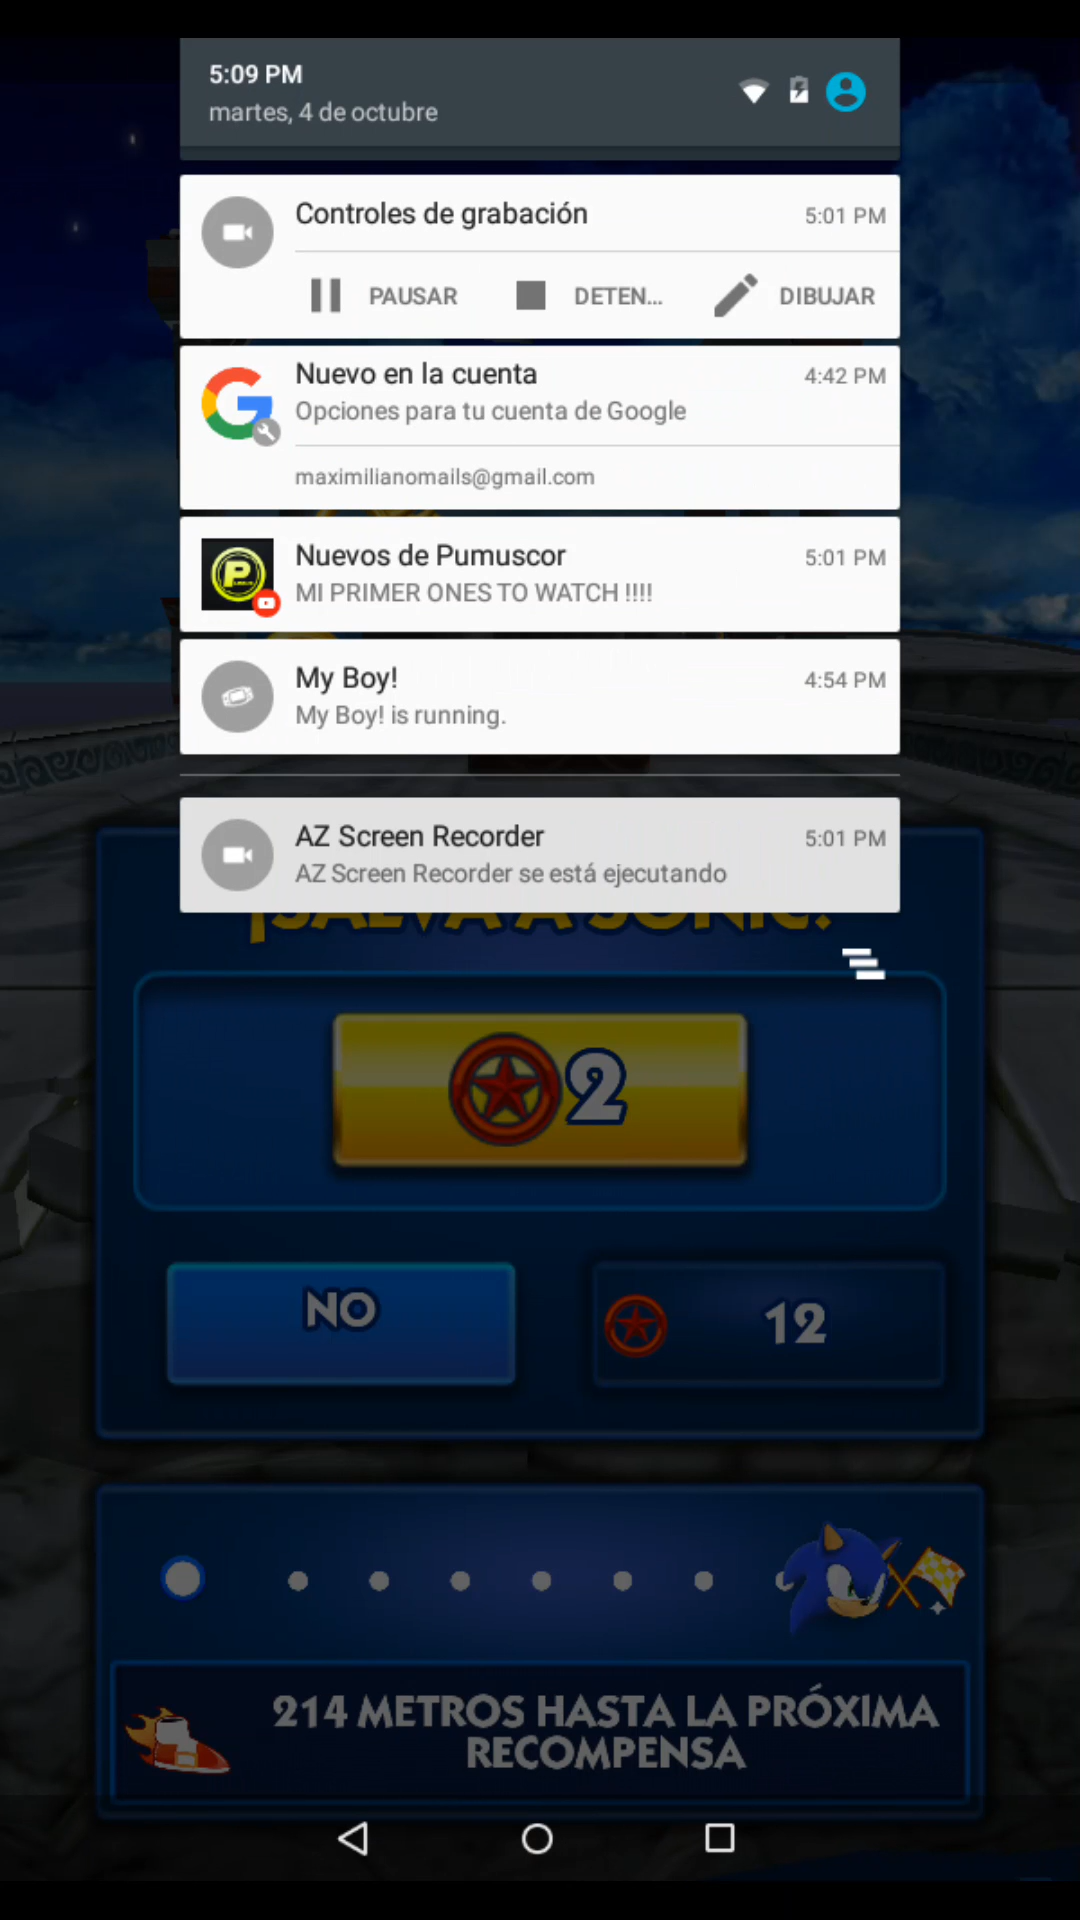 5:09 PM
martes, 4 de octubre
Controles de grabación 5:01 PM
PAUSAR DETEN... DIBUJAR
Nuevo en la cuenta 4:42 PM
Opciones para tu cuenta de Google
maximilianomails@gmail.com
Nuevos de Pumuscor 5:01 PM
MI PRIMER ONES TO WATCH !!!!
My Boy! 4:54 PM
My Boy! is running.
AZ Screen Recorder 5:01 PM
AZ Screen Recorder se está ejecutando
¡SALVA A SONIC!
2
NO 12
214 METROS HASTA LA PRÓXIMA
RECOMPENSA